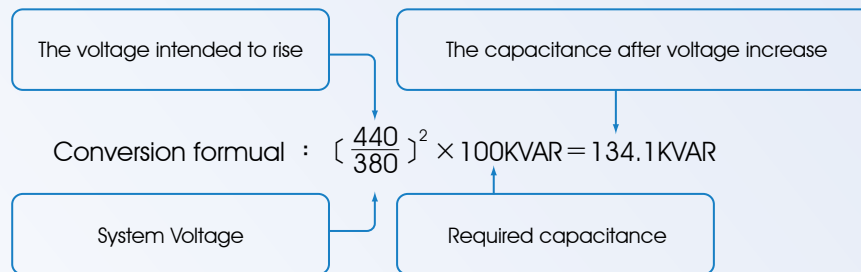 The voltage intended to rise
The capacitance after voltage increase
Conversion formual : 〔440/380〕² × 100KVAR = 134.1KVAR
System Voltage
Required capacitance